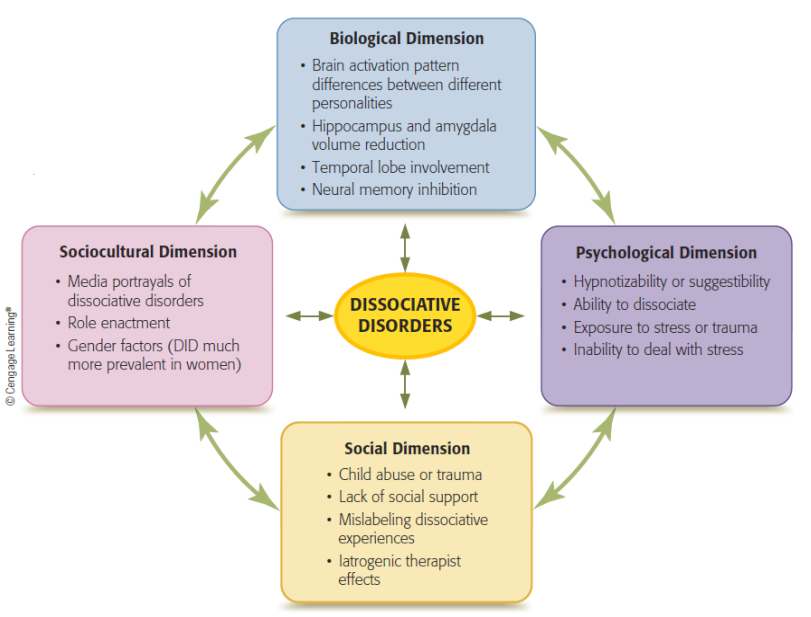 Biological Dimension
• Brain activation pattern
differences between different
personalities
• Hippocampus and amygdala
volume reduction
• Temporal lobe involvement
• Neural memory inhibition
Sociocultural Dimension
• Media portrayals of
dissociative disorders
• Role enactment
• Gender factors (DID much
more prevalent in women)
DISSOCIATIVE
DISORDERS
Psychological Dimension
• Hypnotizability or suggestibility
• Ability to dissociate
• Exposure to stress or trauma
• Inability to deal with stress
Social Dimension
• Child abuse or trauma
• Lack of social support
• Mislabeling dissociative
experiences
• Iatrogenic therapist
effects
© Cengage Learning®